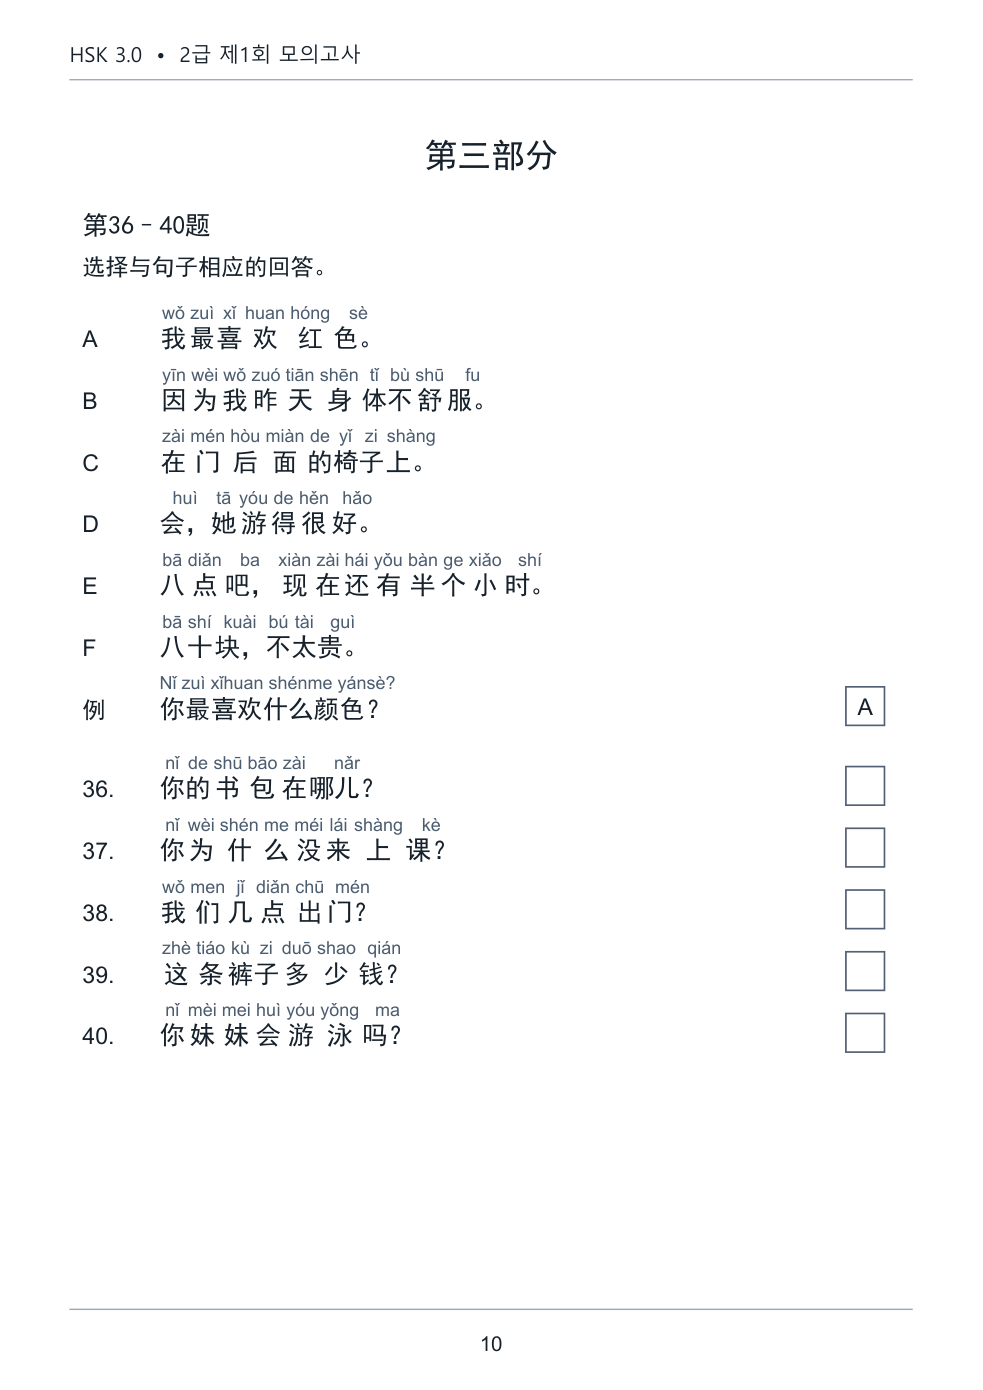 HSK 3.0 • 2급 제1회 모의고사
第三部分
第36－40题
选择与句子相应的回答。
wǒ zuì xǐ huan hóng sè
A 我最喜欢红色。
yīn wèi wǒ zuó tiān shēn tǐ bù shū fu
B 因为我昨天身体不舒服。
zài mén hòu miàn de yǐ zi shàng
C 在门后面的椅子上。
huì tā yóu de hěn hǎo
D 会，她游得很好。
bā diǎn ba xiàn zài hái yǒu bàn ge xiǎo shí
E 八点吧，现在还有半个小时。
bā shí kuài bú tài guì
F 八十块，不太贵。
Nǐ zuì xǐhuan shénme yánsè?
例 你最喜欢什么颜色? A
nǐ de shū bāo zài nǎr
36. 你的书包在哪儿?
nǐ wèi shén me méi lái shàng kè
37. 你为什么没来上课?
wǒ men jǐ diǎn chū mén
38. 我们几点出门?
zhè tiáo kù zi duō shao qián
39. 这条裤子多少钱?
nǐ mèi mei huì yóu yǒng ma
40. 你妹妹会游泳吗?
10